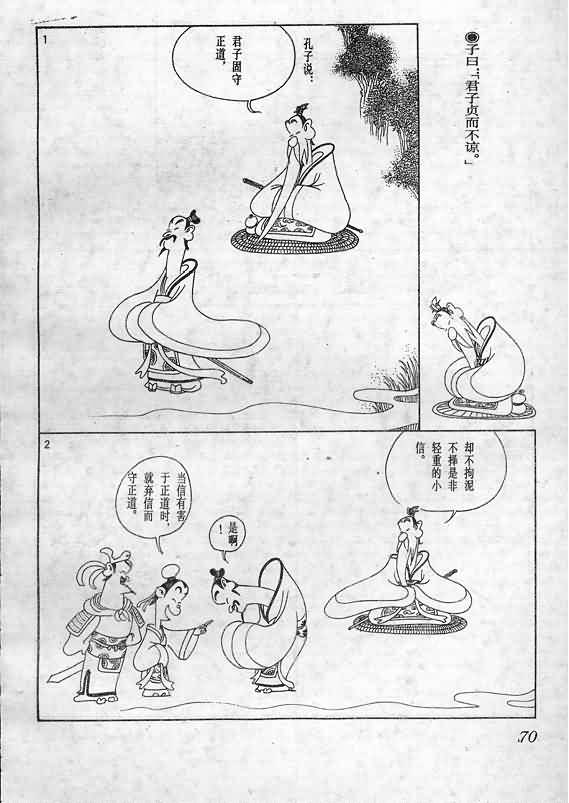 子曰：「君子贞而不谅。」
1
孔子说：
君子固守
正道，
2
却不拘泥
不择是非
轻重的小
信。
是啊
！
当信有害
于正道时，
就弃信而
守正道。
70